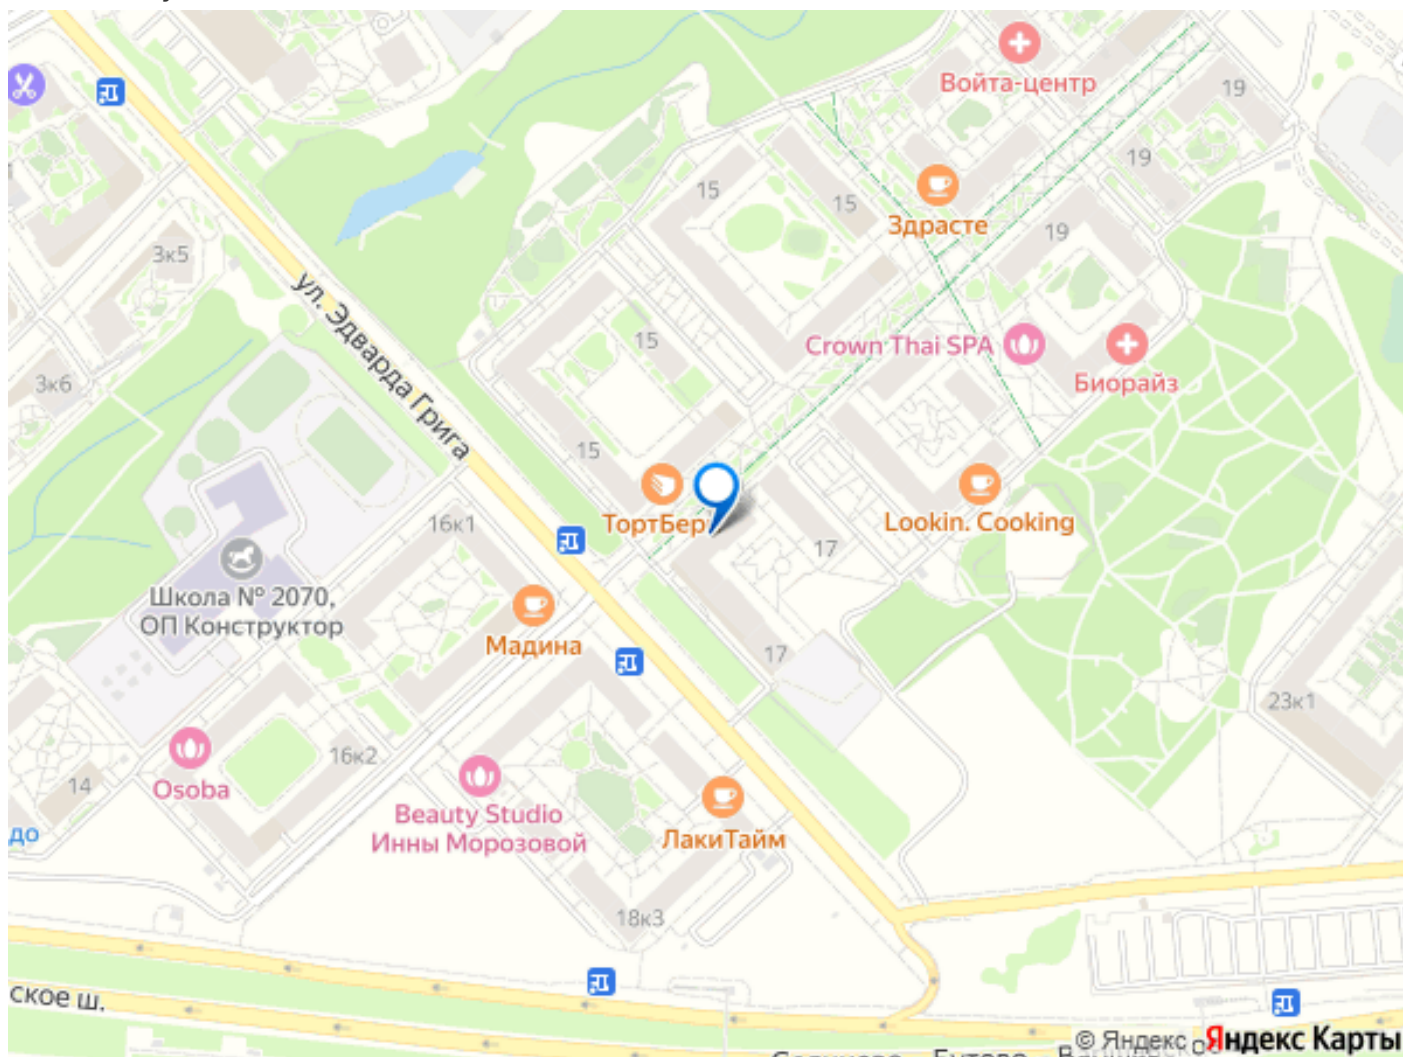 Войта-центр
19
19
15
15
Здрасте
19
3к5
ул. Эдварда Грига
15
Crown Thai SPA
Биорайз
3к6
15
ТортБер
Lookin. Cooking
16к1
17
Школа № 2070,
ОП Конструктор
Мадина
17
23к1
16к2
14
Osoba
Beauty Studio
Инны Морозовой
ЛакиТайм
до
18к3
ское ш.
© Яндекс
Яндекс Карты